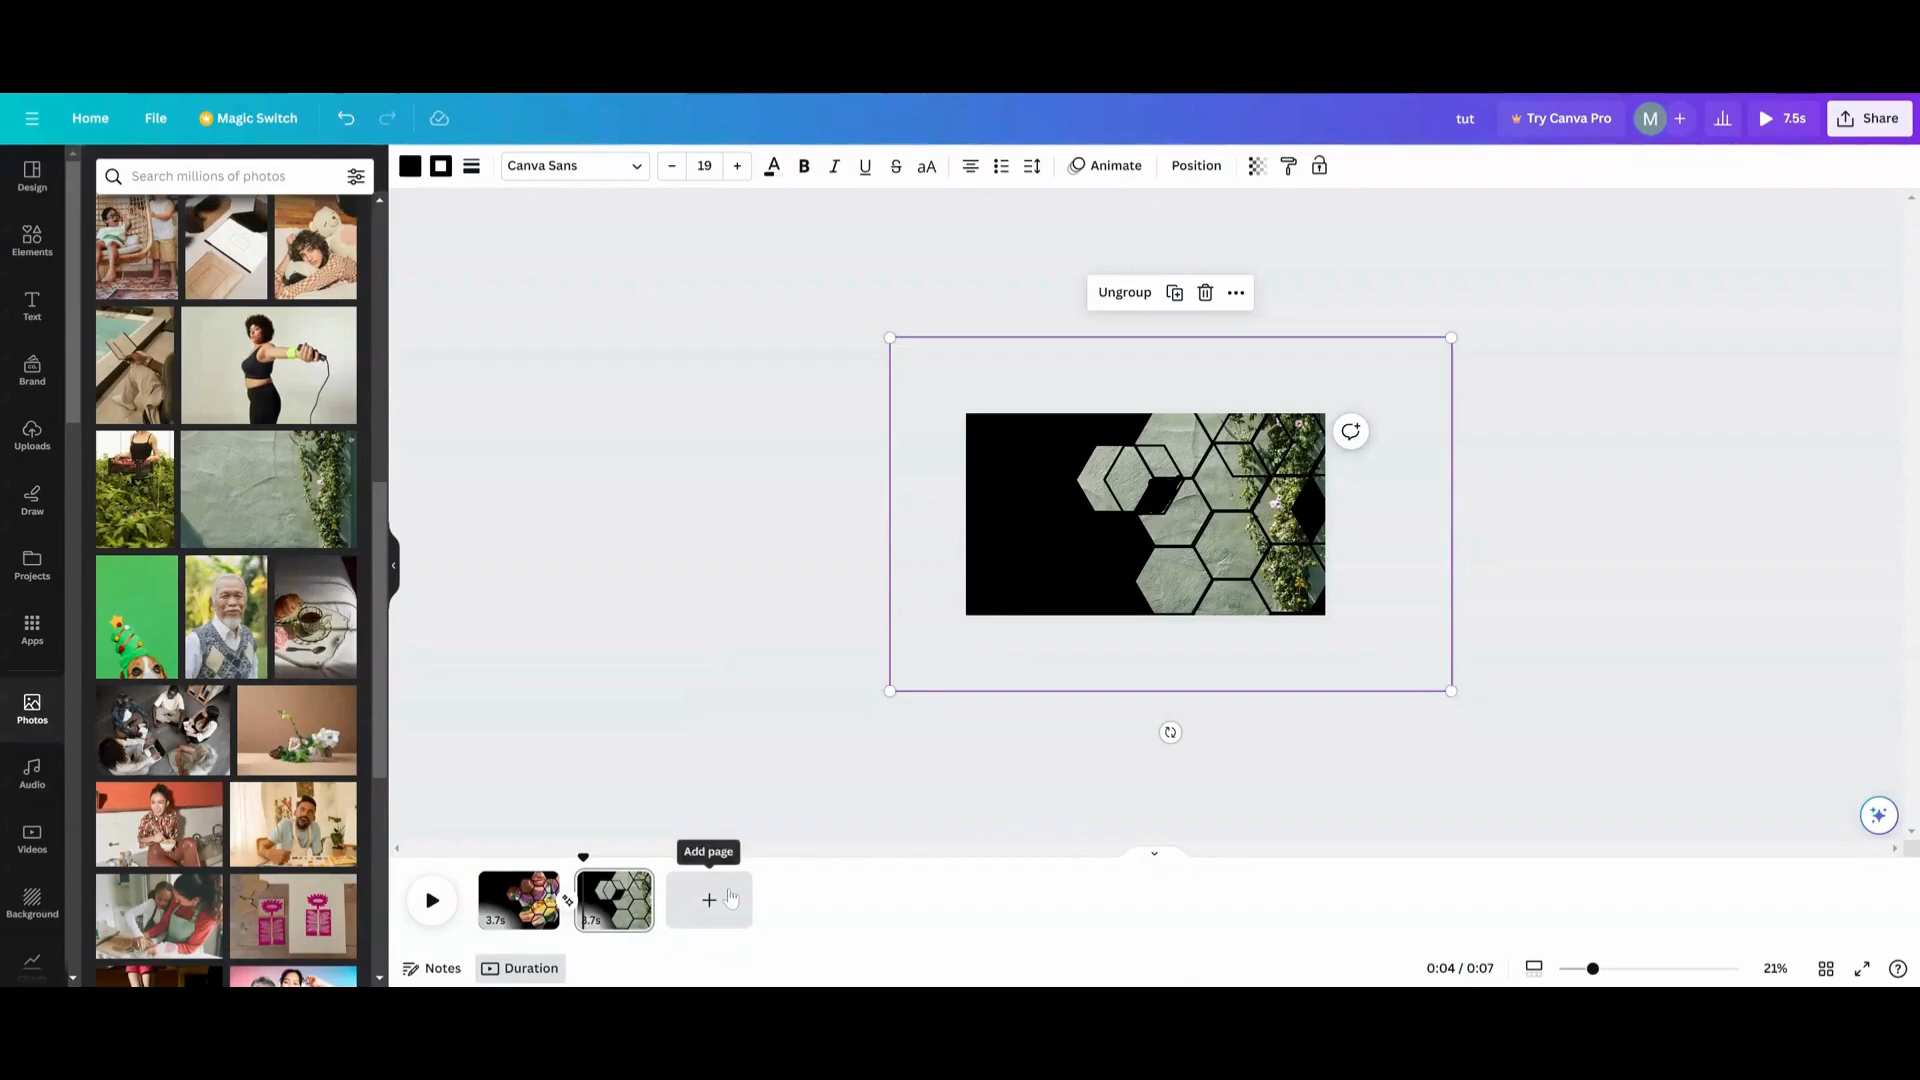 Home File Magic Switch tut Try Canva Pro M 7.5s Share
Search millions of photos
Canva Sans 19 B I U S aA Animate Position
Design
Elements
Text
Brand
Uploads
Draw
Projects
Apps
Photos
Audio
Videos
Background
Ungroup
Add page
3.7s 3.7s
Notes Duration 0:04 / 0:07 21%